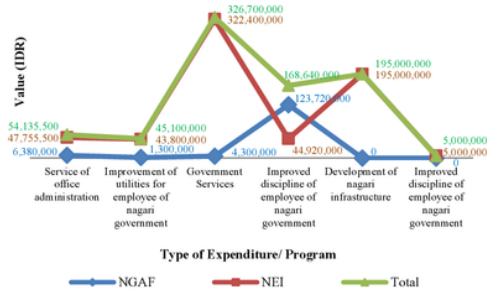 Value (IDR)
326,700,000
322,400,000
195,000,000
195,000,000
168,640,000
123,720,000
54,135,500
47,755,500
6,380,000
45,100,000
43,800,000
1,300,000
4,300,000
44,920,000
0
5,000,000
5,000,000
0
Service of
office
administration
Improvement of
utilities for
employee of
nagari
government
Government
Services
Improved
discipline of
employee of
nagari
government
Development of
nagari
infrastructure
Improved
discipline of
employee of
nagari
government
Type of Expenditure/ Program
NGAF
NEI
Total